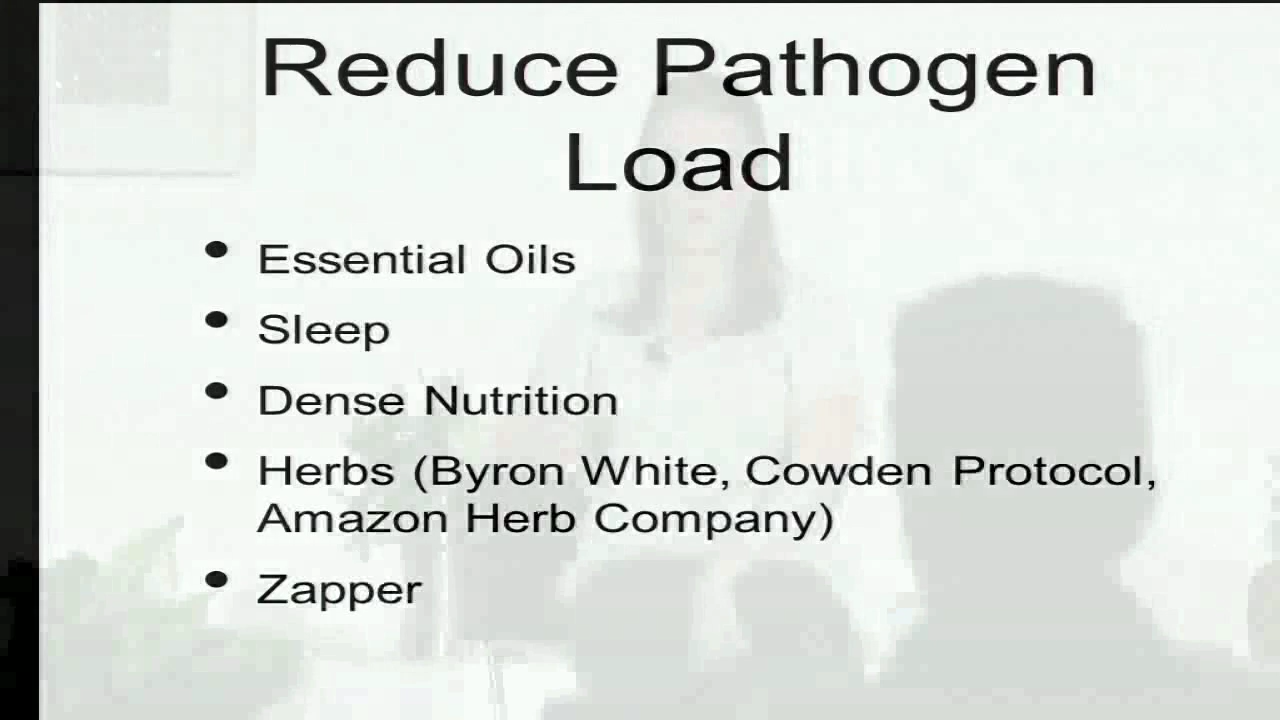 Reduce Pathogen
Load
• Essential Oils
• Sleep
• Dense Nutrition
• Herbs (Byron White, Cowden Protocol,
Amazon Herb Company)
• Zapper